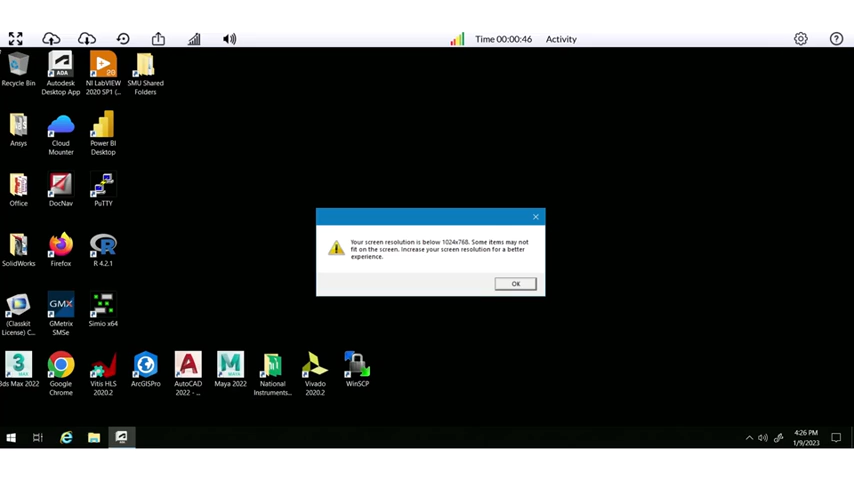 Time 00:00:46 Activity
Recycle Bin
Autodesk
Desktop App
NI LabVIEW
2020 SP1 (...
SMU Shared
Folders
Ansys
Cloud
Mounter
Power BI
Desktop
Office
DocNav
PuTTY
SolidWorks
Firefox
R 4.2.1
(Classkit
License) C...
GMetrix
SMSe
Simio x64
3ds Max 2022
Google
Chrome
Vitis HLS
2020.2
ArcGISPro
AutoCAD
2022 - ...
Maya 2022
National
Instruments...
Vivado
2020.2
WinSCP
Your screen resolution is below 1024x768. Some items may not
fit on the screen. Increase your screen resolution for a better
experience.
OK
ADA
GMX
4:26 PM
1/9/2023